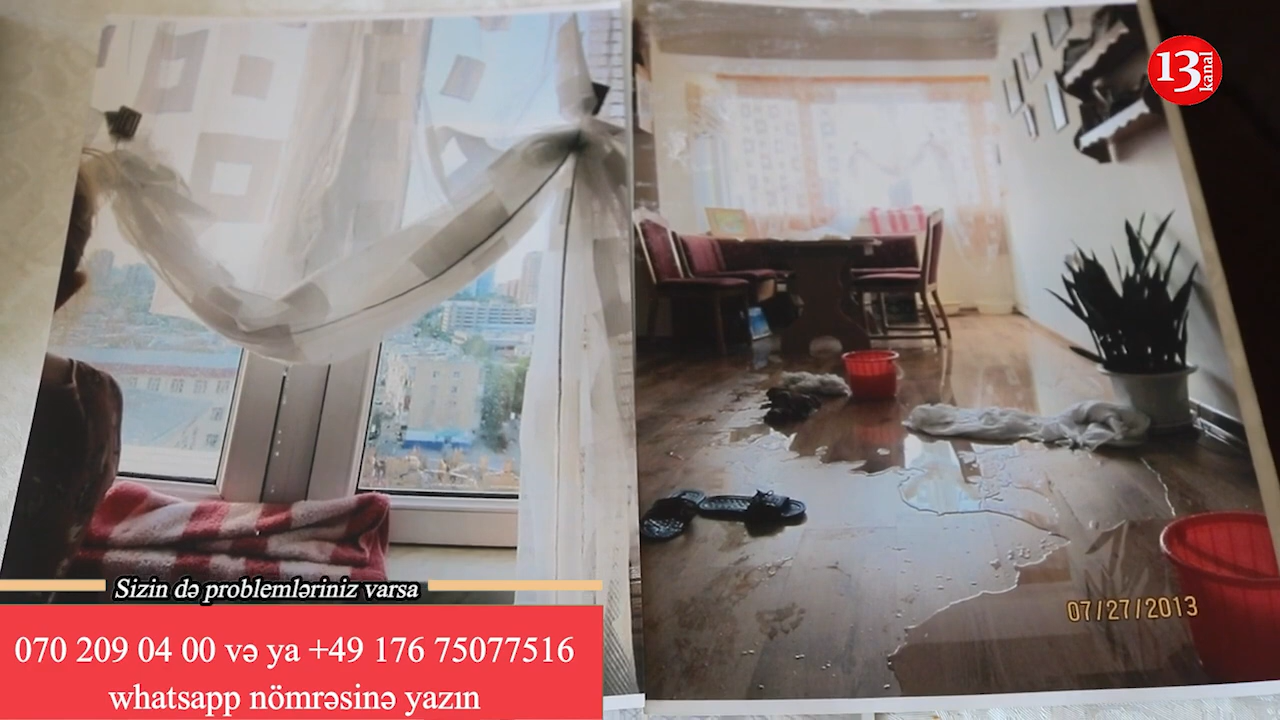 13
kanal
07/27/2013
Sizin də problemləriniz varsa
070 209 04 00 və ya +49 176 75077516
whatsapp nömrəsinə yazın